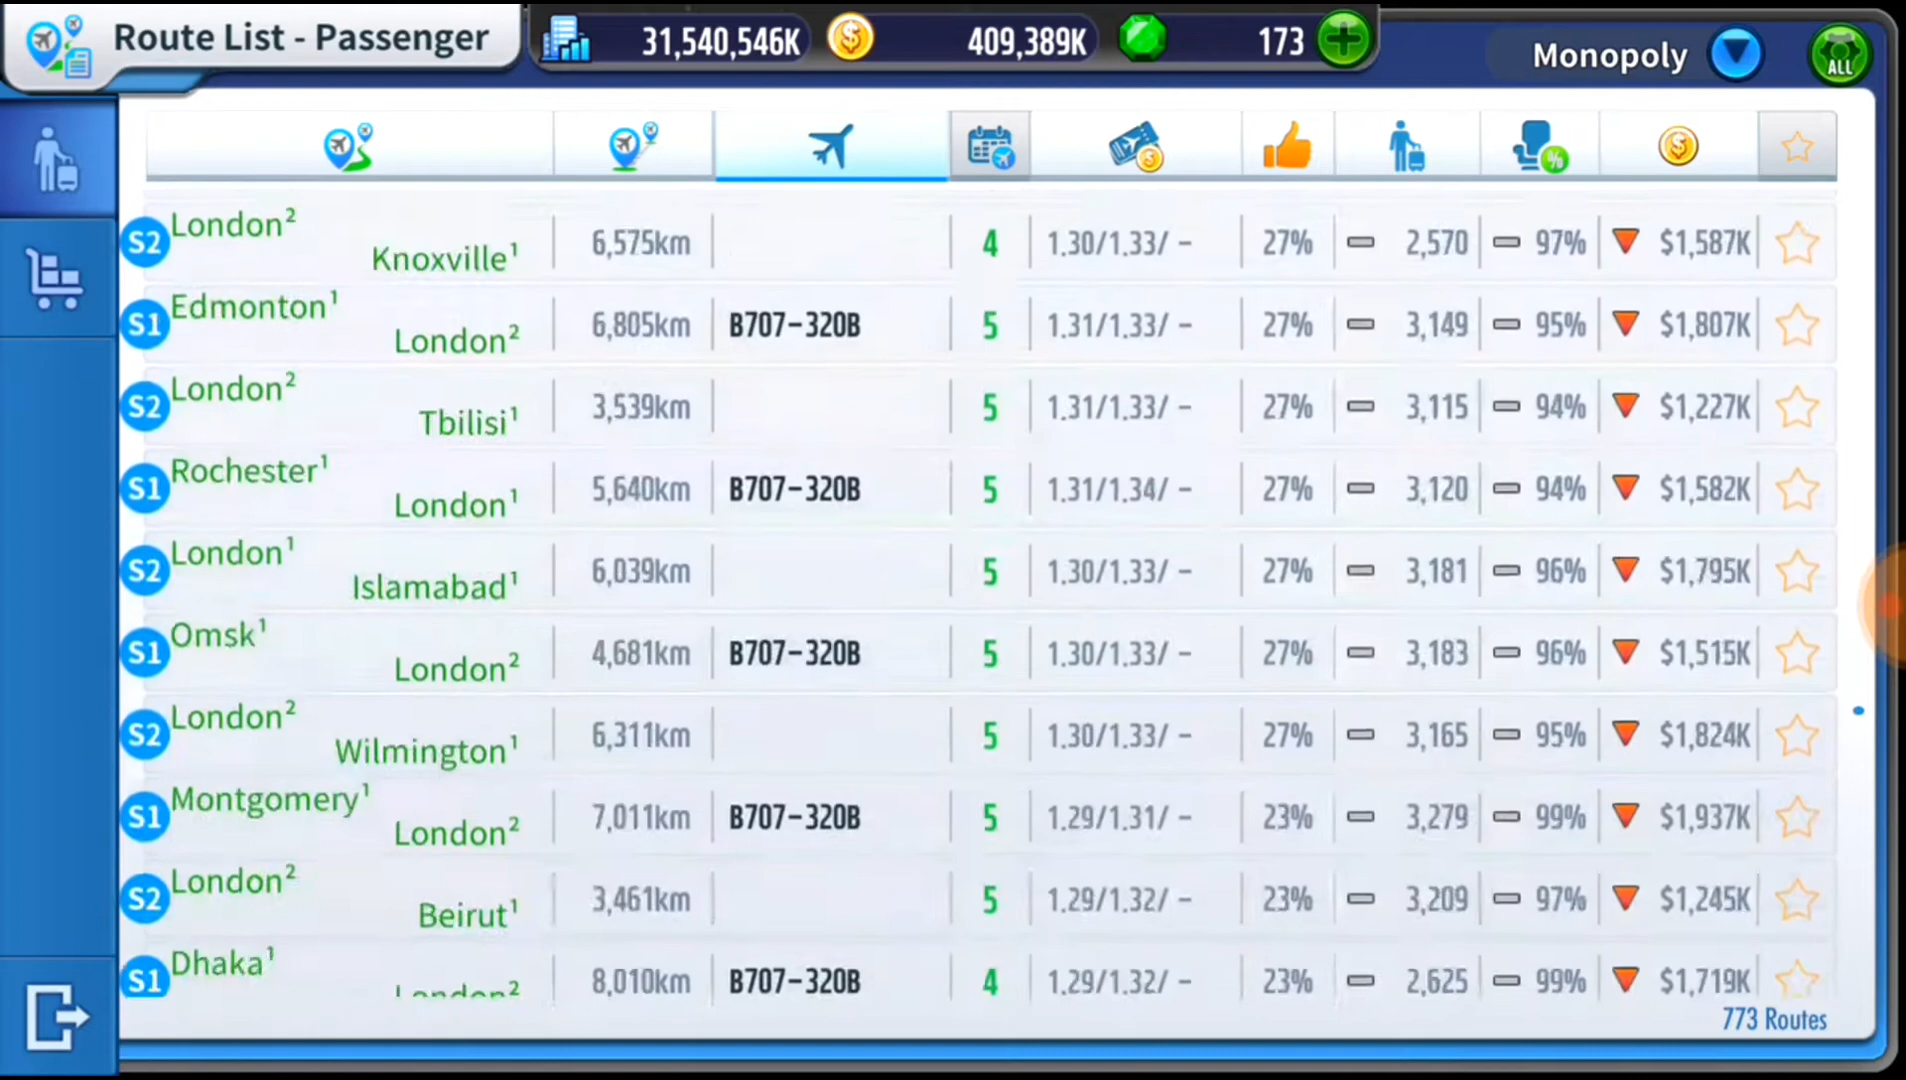 Route List - Passenger
31,540,546K
409,389K
173
Monopoly
ALL
S2 London² Knoxville¹ 6,575km 4 1.30/1.33/ - 27% 2,570 97% $1,587K
S1 Edmonton¹ London² 6,805km B707-320B 5 1.31/1.33/ - 27% 3,149 95% $1,807K
S2 London² Tbilisi¹ 3,539km 5 1.31/1.33/ - 27% 3,115 94% $1,227K
S1 Rochester¹ London¹ 5,640km B707-320B 5 1.31/1.34/ - 27% 3,120 94% $1,582K
S2 London¹ Islamabad¹ 6,039km 5 1.30/1.33/ - 27% 3,181 96% $1,795K
S1 Omsk¹ London² 4,681km B707-320B 5 1.30/1.33/ - 27% 3,183 96% $1,515K
S2 London² Wilmington¹ 6,311km 5 1.30/1.33/ - 27% 3,165 95% $1,824K
S1 Montgomery¹ London² 7,011km B707-320B 5 1.29/1.31/ - 23% 3,279 99% $1,937K
S2 London² Beirut¹ 3,461km 5 1.29/1.32/ - 23% 3,209 97% $1,245K
S1 Dhaka¹ London² 8,010km B707-320B 4 1.29/1.32/ - 23% 2,625 99% $1,719K
773 Routes